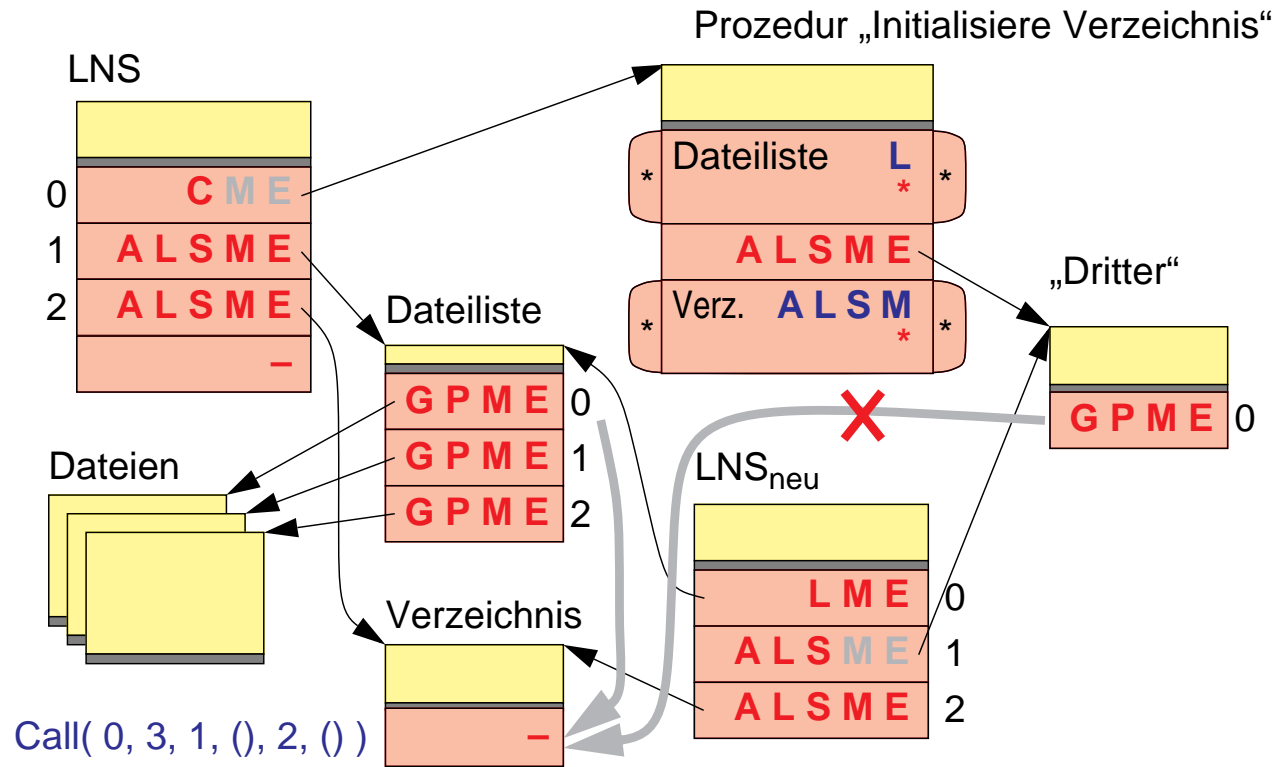 Prozedur „Initialisiere Verzeichnis“
LNS
0 C M E
1 A L S M E
2 A L S M E
–
* Dateiliste L *
*
A L S M E
* Verz. A L S M *
*
„Dritter“
G P M E 0
Dateiliste
G P M E 0
G P M E 1
G P M E 2
Dateien
LNSneu
L M E 0
A L S M E 1
A L S M E 2
Verzeichnis
–
Call( 0, 3, 1, (), 2, () )